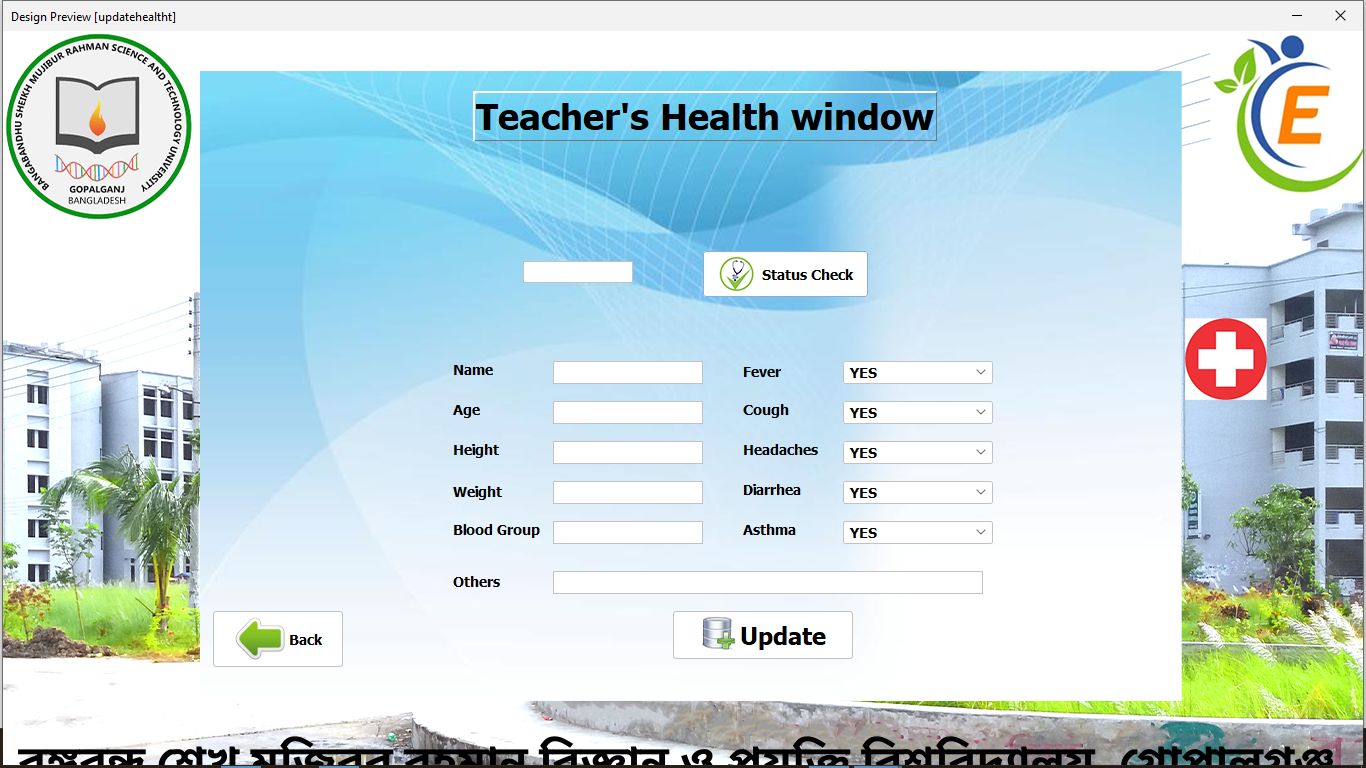 Design Preview [updatehealtht]
BANGABANDHU SHEIKH MUJIBUR RAHMAN SCIENCE AND TECHNOLOGY UNIVERSITY
GOPALGANJ
BANGLADESH
E
Teacher's Health window
Status Check
Name
Fever
YES
Age
Cough
YES
Height
Headaches
YES
Weight
Diarrhea
YES
Blood Group
Asthma
YES
Others
Back
Update
বঙ্গবন্ধু শেখ মুজিবুর রহমান বিজ্ঞান ও প্রযুক্তি বিশ্ববিদ্যালয়, গোপালগঞ্জ